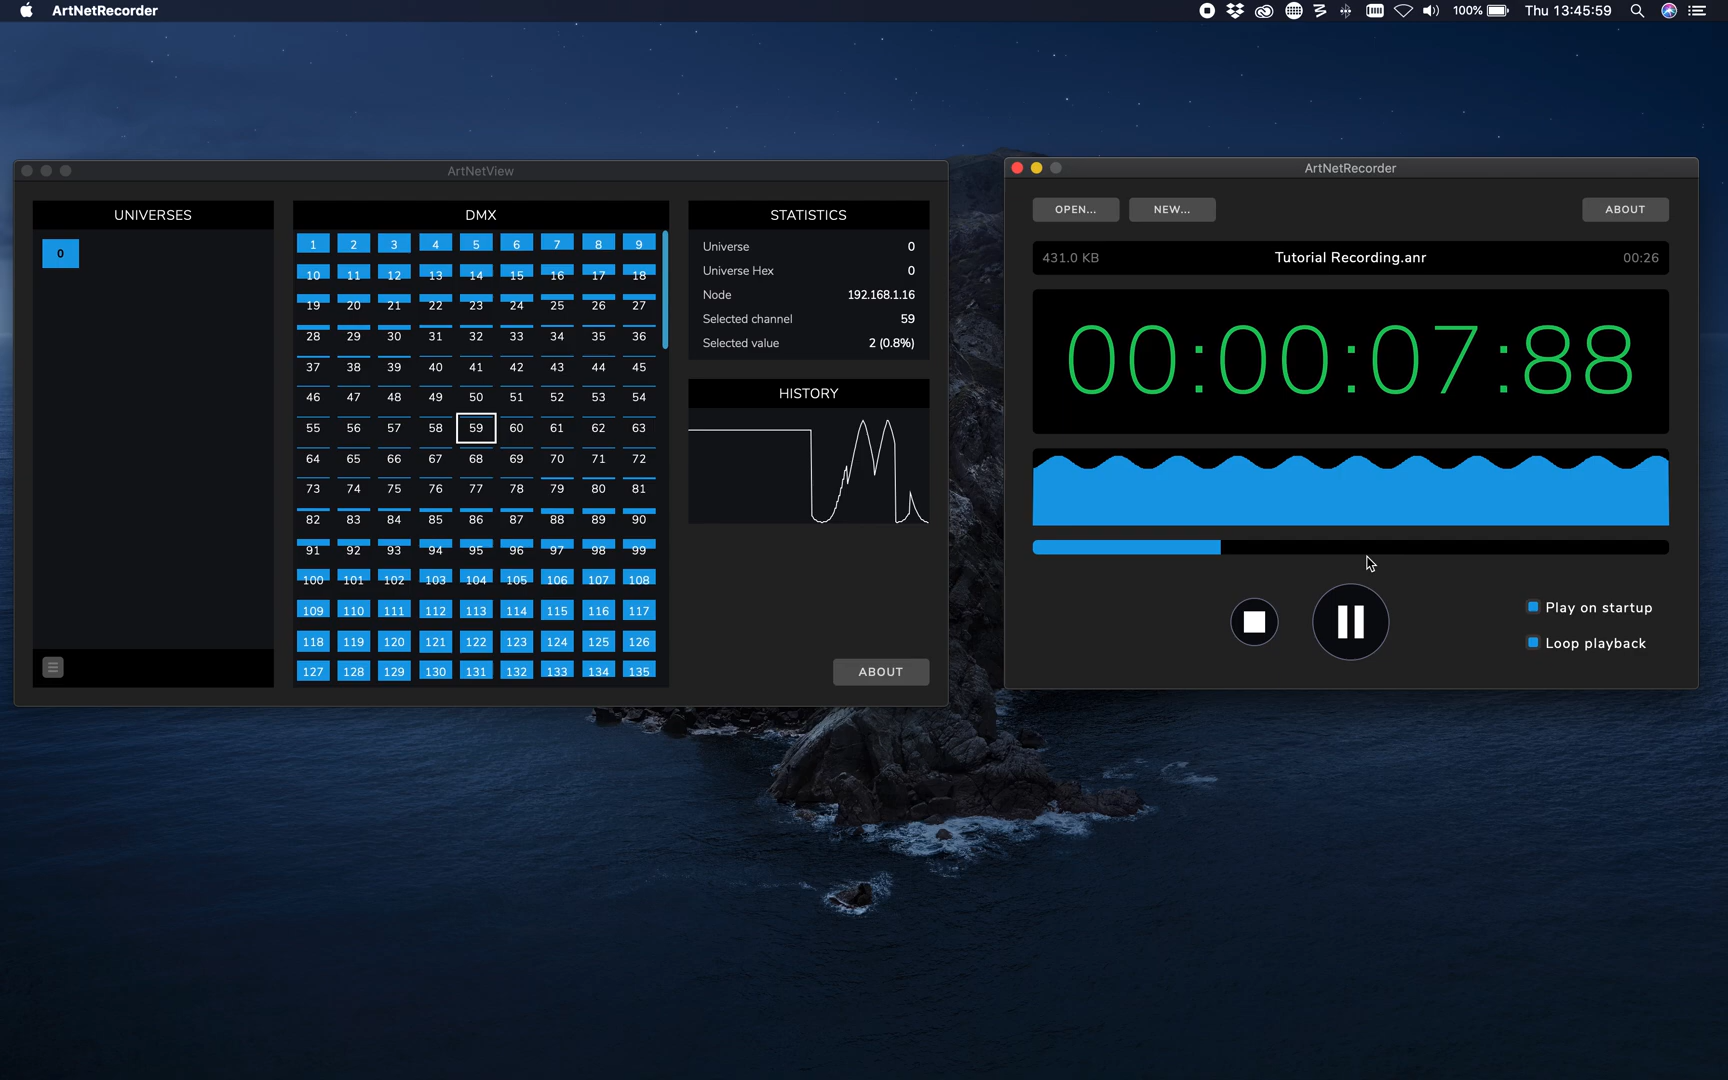 ArtNetRecorder
100%
Thu 13:45:59
ArtNetView
UNIVERSES
0
DMX
1 2 3 4 5 6 7 8 9
10 11 12 13 14 15 16 17 18
19 20 21 22 23 24 25 26 27
28 29 30 31 32 33 34 35 36
37 38 39 40 41 42 43 44 45
46 47 48 49 50 51 52 53 54
55 56 57 58 59 60 61 62 63
64 65 66 67 68 69 70 71 72
73 74 75 76 77 78 79 80 81
82 83 84 85 86 87 88 89 90
91 92 93 94 95 96 97 98 99
100 101 102 103 104 105 106 107 108
109 110 111 112 113 114 115 116 117
118 119 120 121 122 123 124 125 126
127 128 129 130 131 132 133 134 135
STATISTICS
Universe 0
Universe Hex 0
Node 192.168.1.16
Selected channel 59
Selected value 2 (0.8%)
HISTORY
ABOUT
ArtNetRecorder
OPEN... NEW... ABOUT
431.0 KB Tutorial Recording.anr 00:26
00:00:07:88
Play on startup
Loop playback